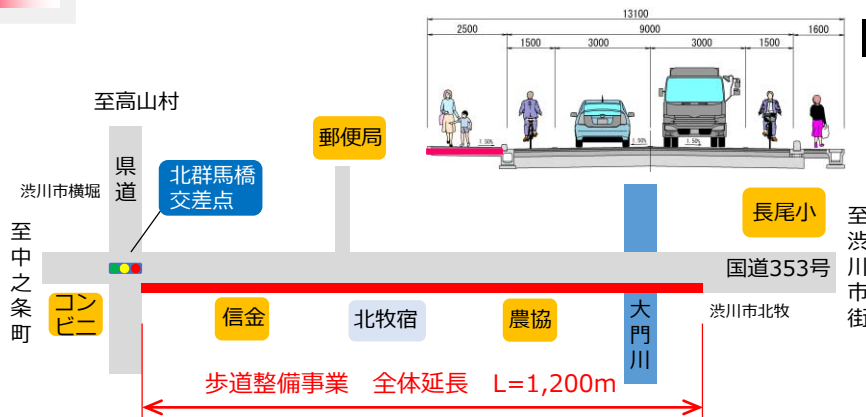 13100
2500
9000
1600
1500
3000
3000
1500
1.50%
1.50%
至高山村
郵便局
県道
渋川市横堀
北群馬橋
交差点
長尾小
至中之条町
至渋川市街
国道353号
コン
ビニ
信金
北牧宿
農協
大門川
渋川市北牧
歩道整備事業 全体延長 L=1,200m